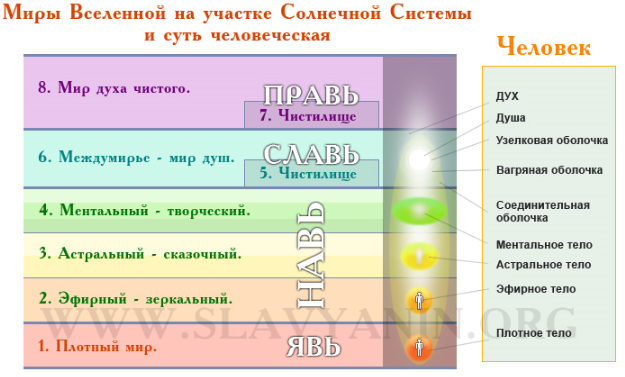 Миры Вселенной на участке Солнечной Системы
и суть человеческая
Человек
8. Мир духа чистого.
ПРАВЬ
7. Чистилище
6. Междумирье - мир душ.
СЛАВЬ
5. Чистилище
4. Ментальный - творческий.
3. Астральный - сказочный.
2. Эфирный - зеркальный.
НАВЬ
1. Плотный мир.
ЯВЬ
ДУХ
Душа
Узелковая оболочка
Вагряная оболочка
Соединительная
оболочка
Ментальное тело
Астральное тело
Эфирное тело
Плотное тело
WWW.SLAVYANIN.ORG